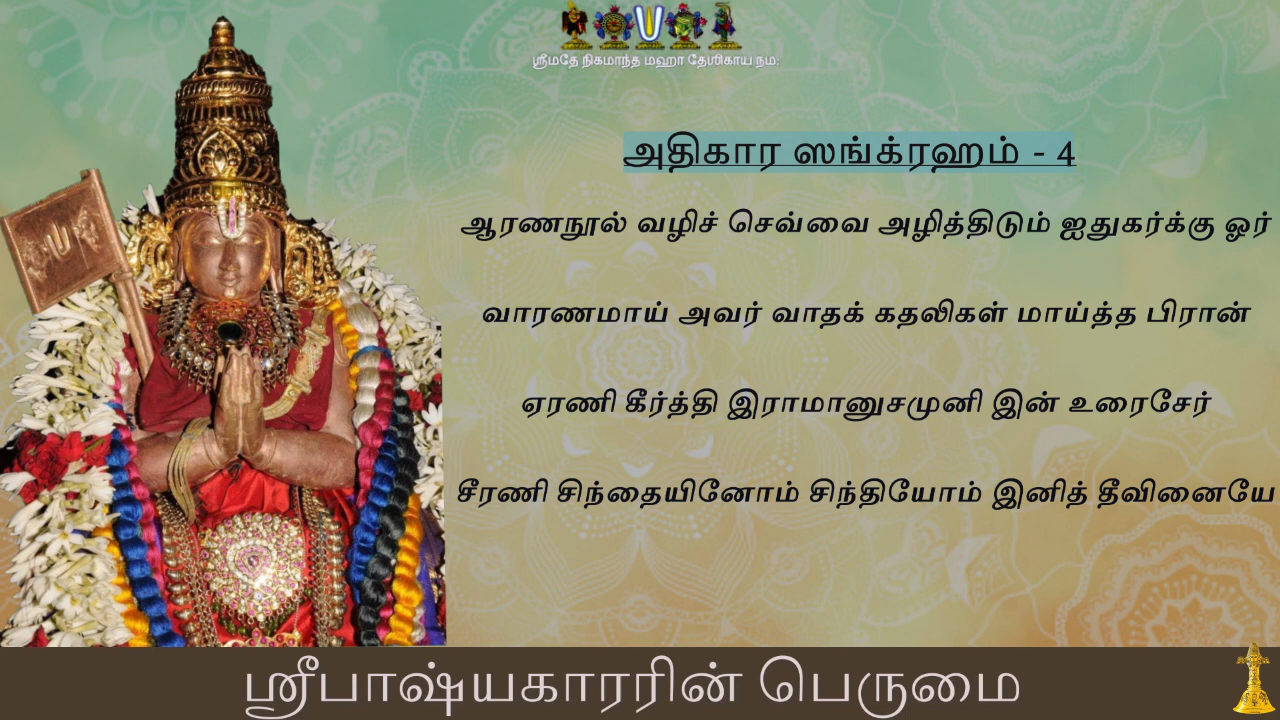 ஸ்ரீமதே நிகமாந்த மஹா தேஶிகாய நம:
அதிகார ஸங்க்ரஹம் - 4
ஆரணநூல் வழிச் செவ்வை அழித்திடும் ஐதுகர்க்கு ஓர்
வாரணமாய் அவர் வாதக் கதலிகள் மாய்த்த பிரான்
ஏரணி கீர்த்தி இராமானுசமுனி இன் உரைசேர்
சீரணி சிந்தையினோம் சிந்தியோம் இனித் தீவினையே
ஸ்ரீபாஷ்யகாரரின் பெருமை